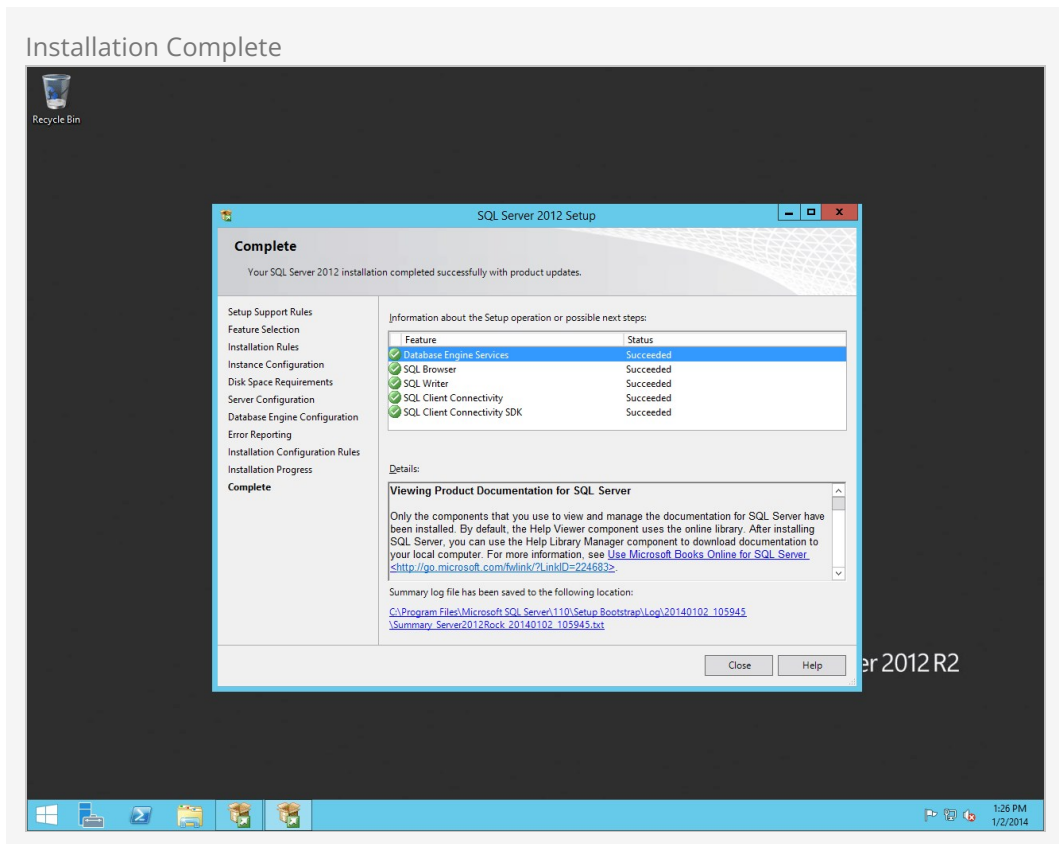 Installation Complete
Recycle Bin
SQL Server 2012 Setup
Complete
Your SQL Server 2012 installation completed successfully with product updates.
Setup Support Rules
Feature Selection
Installation Rules
Instance Configuration
Disk Space Requirements
Server Configuration
Database Engine Configuration
Error Reporting
Installation Configuration Rules
Installation Progress
Complete
Information about the Setup operation or possible next steps:
Feature Status
Database Engine Services Succeeded
SQL Browser Succeeded
SQL Writer Succeeded
SQL Client Connectivity Succeeded
SQL Client Connectivity SDK Succeeded
Details:
Viewing Product Documentation for SQL Server
Only the components that you use to view and manage the documentation for SQL Server have
been installed. By default, the Help Viewer component uses the online library. After installing
SQL Server, you can use the Help Library Manager component to download documentation to
your local computer. For more information, see Use Microsoft Books Online for SQL Server
<http://go.microsoft.com/fwlink/?LinkID=224683>.
Summary log file has been saved to the following location:
C:\Program Files\Microsoft SQL Server\110\Setup Bootstrap\Log\20140102_105945
\Summary_Server2012Rock_20140102_105945.txt
Close Help
er 2012 R2
1:26 PM
1/2/2014